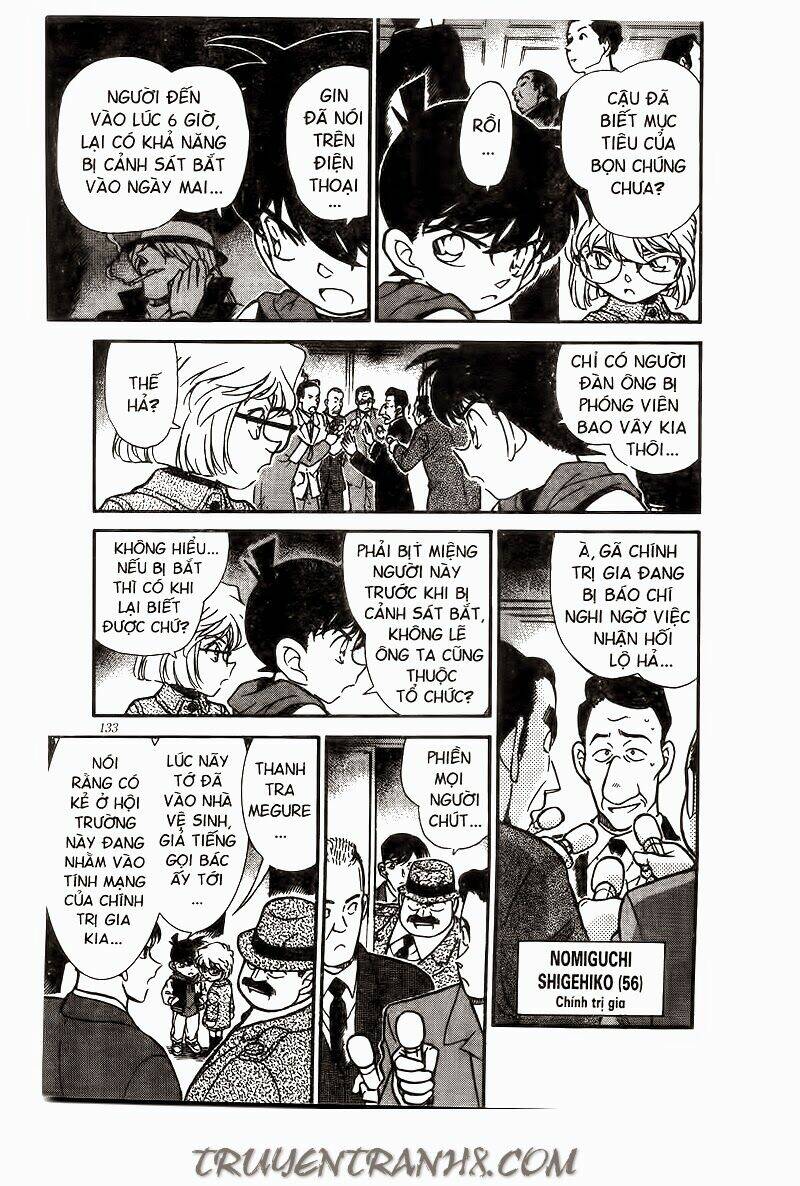 CẬU ĐÃ
BIẾT MỤC
TIÊU CỦA
BỌN CHÚNG
CHƯA?
RỒI
...
GIN
ĐÃ NÓI
TRÊN
ĐIỆN
THOẠI
...
NGƯỜI ĐẾN
VÀO LÚC 6 GIỜ,
LẠI CÓ KHẢ NĂNG
BỊ CẢNH SÁT BẮT
VÀO NGÀY MAI...
CHỈ CÓ NGƯỜI
ĐÀN ÔNG BỊ
PHÓNG VIÊN
BAO VÂY KIA
THÔI...
THẾ
HẢ?
À, GÃ CHÍNH
TRỊ GIA ĐANG
BỊ BÁO CHÍ
NGHI NGỜ VIỆC
NHẬN HỐI
LỘ HẢ...
NOMIGUCHI
SHIGEHIKO (56)
Chính trị gia
PHẢI BỊT MIỆNG
NGƯỜI NÀY
TRƯỚC KHI BỊ
CẢNH SÁT BẮT,
KHÔNG LẼ
ÔNG TA CŨNG
THUỘC
TỔ CHỨC?
KHÔNG HIỂU...
NẾU BỊ BẮT
THÌ CÓ KHI
LẠI BIẾT
ĐƯỢC CHỨ?
133
PHIỀN
MỌI
NGƯỜI
CHÚT...
THANH
TRA
MEGURE
...
LÚC NÃY
TỚ ĐÃ
VÀO NHÀ
VỆ SINH,
GIẢ TIẾNG
GỌI BÁC
ẤY TỚI
...
NÓI
RẰNG CÓ
KẺ Ở HỘI
TRƯỜNG
NÀY ĐANG
NHẰM VÀO
TÍNH MẠNG
CỦA CHÍNH
TRỊ GIA
KIA...
TRUYENTRANH8.COM